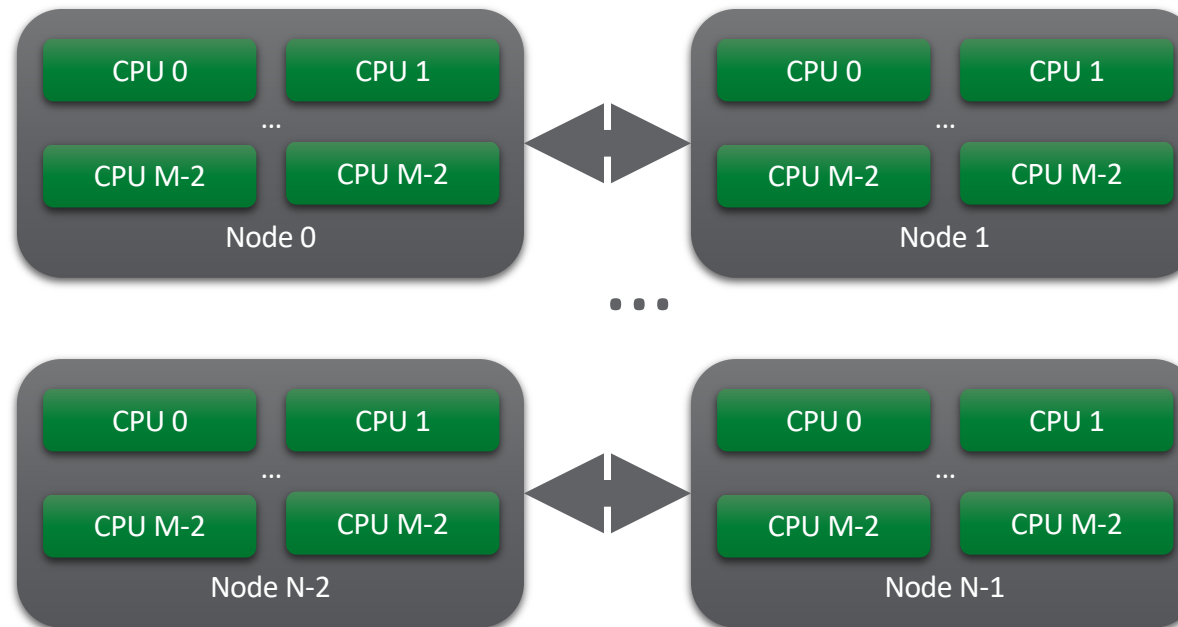 CPU 0 CPU 1
...
CPU M-2 CPU M-2
Node 0
CPU 0 CPU 1
...
CPU M-2 CPU M-2
Node 1
...
CPU 0 CPU 1
...
CPU M-2 CPU M-2
Node N-2
CPU 0 CPU 1
...
CPU M-2 CPU M-2
Node N-1